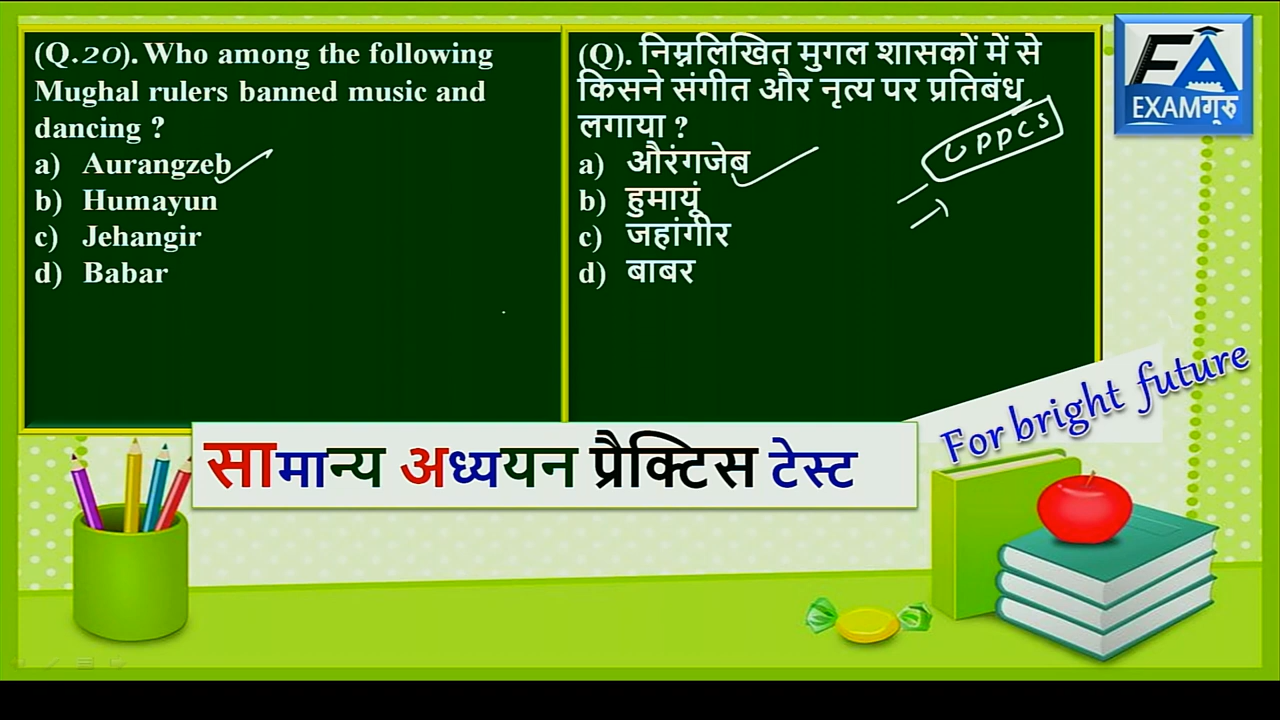 (Q.20). Who among the following
Mughal rulers banned music and
dancing ?
a) Aurangzeb
b) Humayun
c) Jehangir
d) Babar
(Q). निम्नलिखित मुगल शासकों में से
किसने संगीत और नृत्य पर प्रतिबंध
लगाया ?
a) औरंगजेब
b) हुमायूं
c) जहांगीर
d) बाबर
UPPCS
EXAMगुरु
For bright future
सामान्य अध्ययन प्रैक्टिस टेस्ट